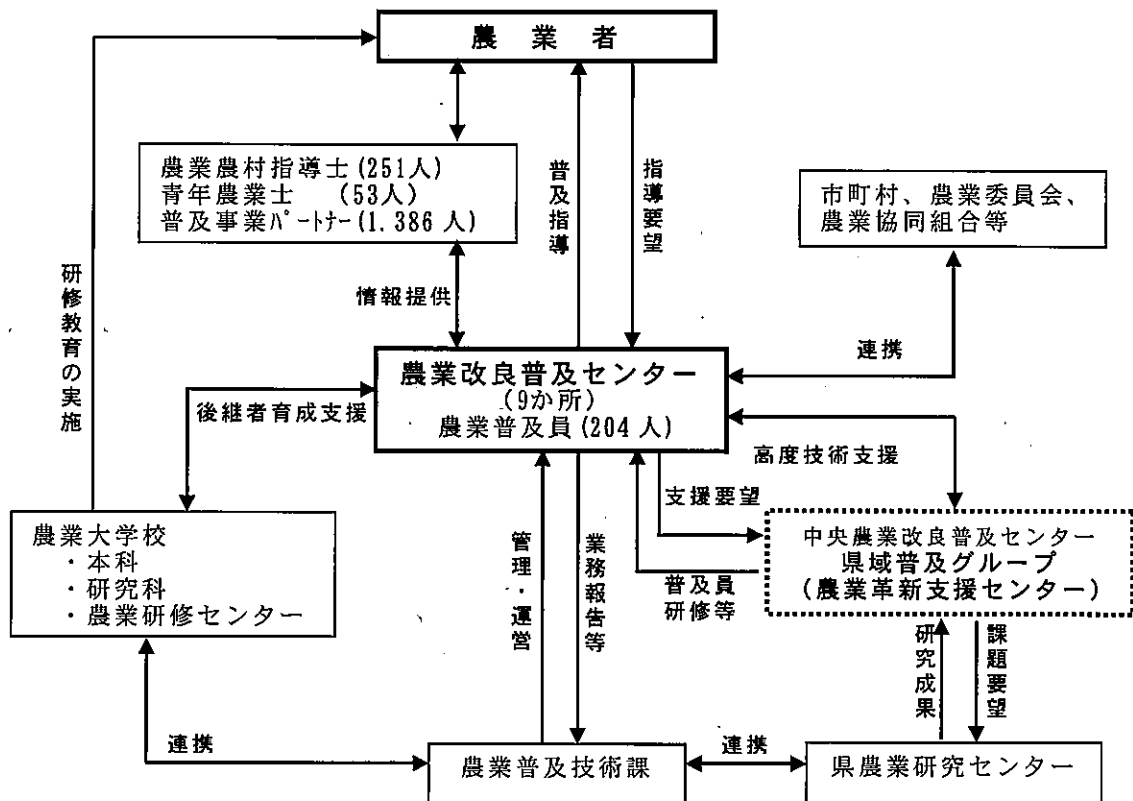 農業者
農業農村指導士(251人)
青年農業士 (53人)
普及事業パートナー(1.386人)
普及指導
指導要望
市町村、農業委員会、
農業協同組合等
研修教育の実施
情報提供
連携
農業改良普及センター
(9か所)
農業普及員(204人)
後継者育成支援
高度技術支援
支援要望
農業大学校
・本科
・研究科
・農業研修センター
管理・運営
業務報告等
普及員
研修等
中央農業改良普及センター
県域普及グループ
(農業革新支援センター)
研究成果
課題要望
連携
農業普及技術課
連携
県農業研究センター